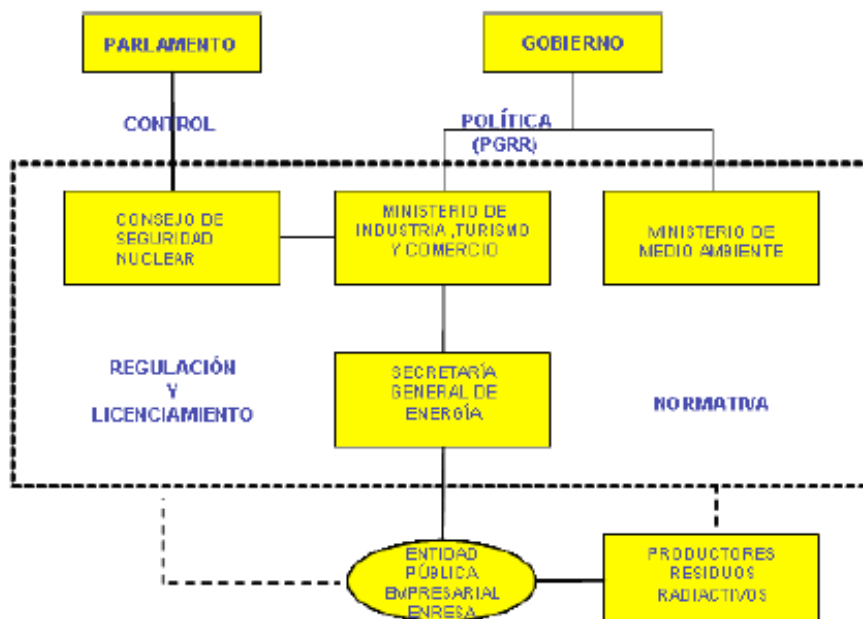 PARLAMENTO
GOBIERNO
CONTROL
POLÍTICA
(PGRR)
CONSEJO DE
SEGURIDAD
NUCLEAR
MINISTERIO DE
INDUSTRIA ,TURISMO
Y COMERCIO
MINISTERIO DE
MEDIO AMBIENTE
REGULACIÓN
Y
LICENCIAMIENTO
SECRETARÍA
GENERAL DE
ENERGÍA
NORMATIVA
ENTIDAD
PÚBLICA
EMPRESARIAL
ENRESA
PRODUCTORES
RESIDUOS
RADIACTIVOS